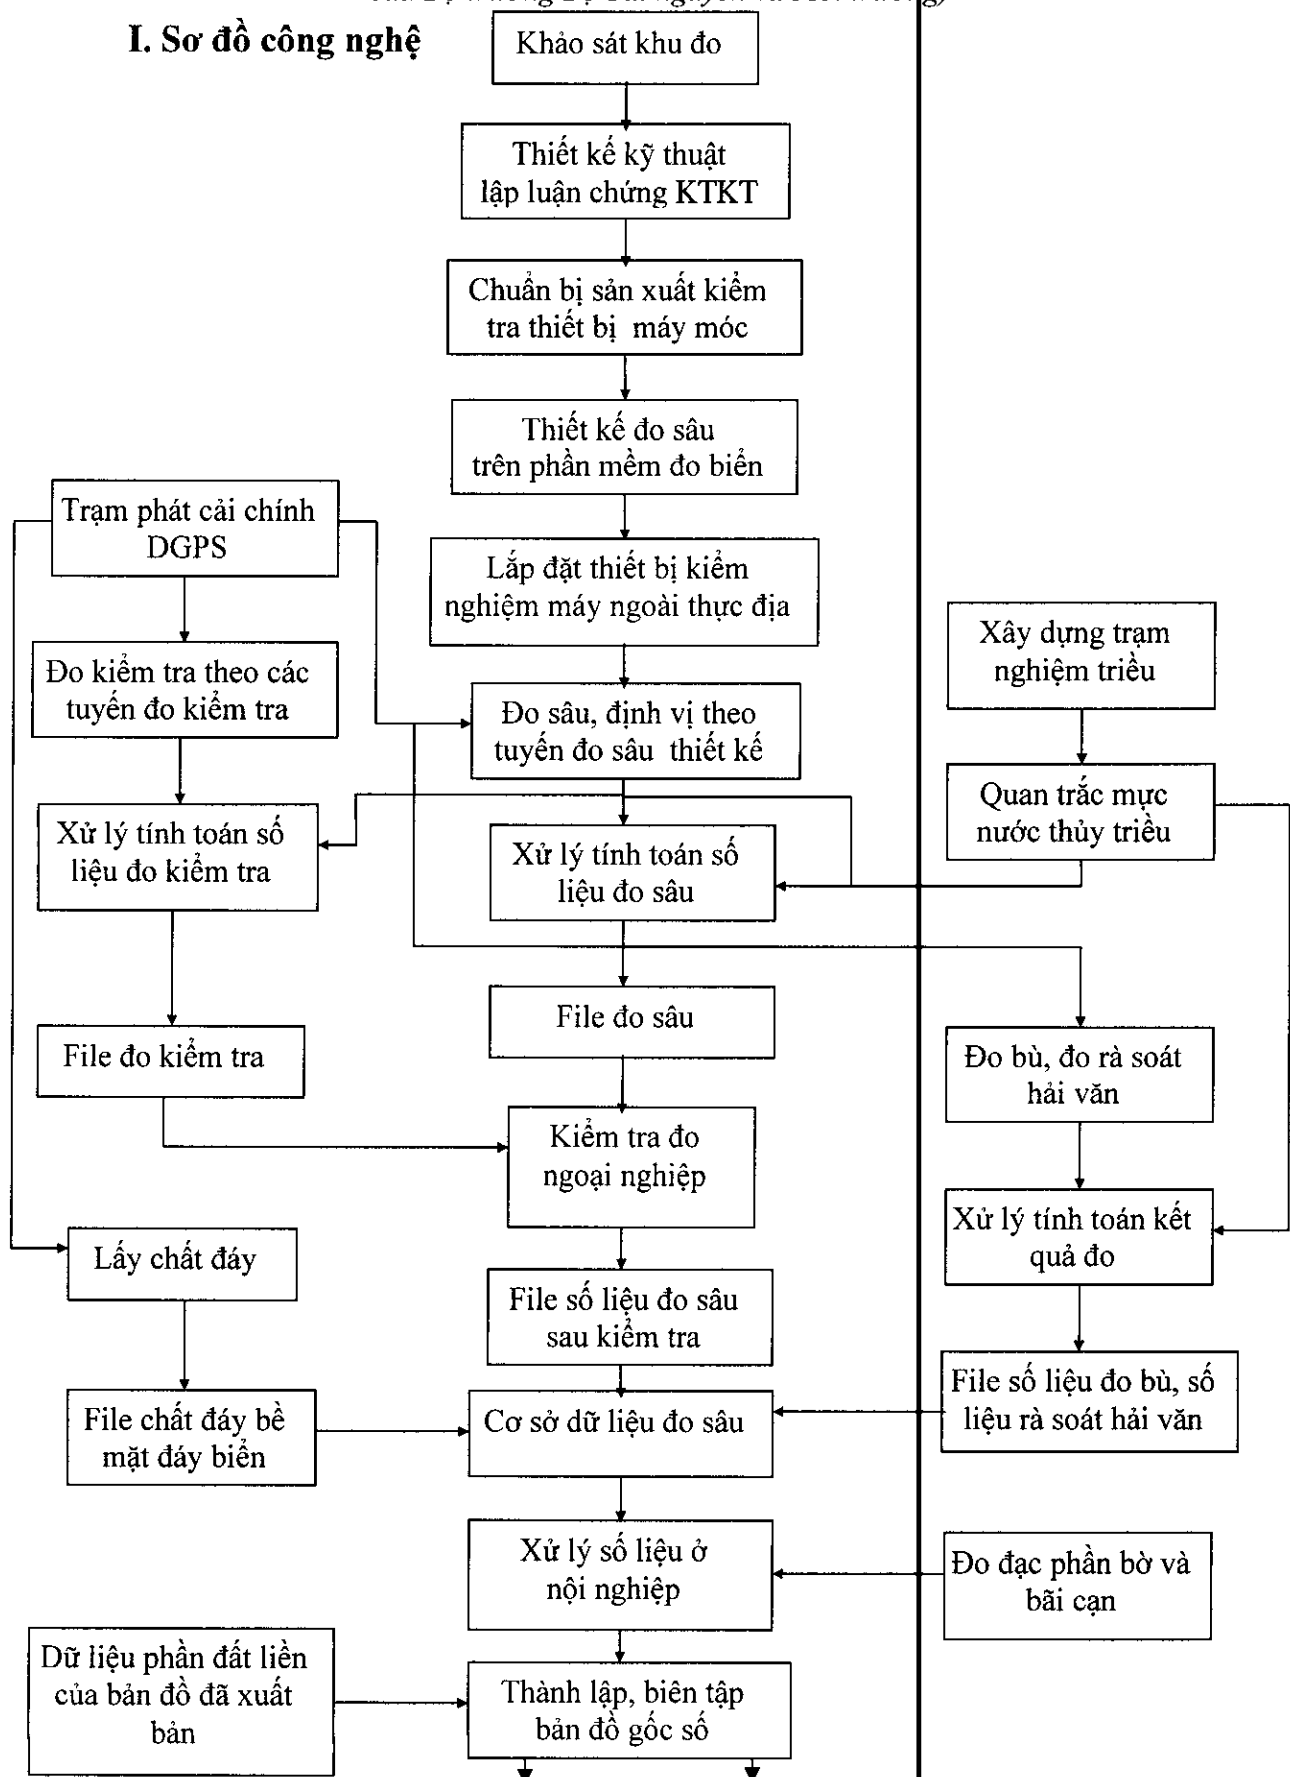 I. Sơ đồ công nghệ
Khảo sát khu đo
Thiết kế kỹ thuật
lập luận chứng KTKT
Chuẩn bị sản xuất kiểm
tra thiết bị máy móc
Thiết kế đo sâu
trên phần mềm đo biển
Trạm phát cải chính
DGPS
Lắp đặt thiết bị kiểm
nghiệm máy ngoài thực địa
Xây dựng trạm
nghiệm triều
Đo kiểm tra theo các
tuyến đo kiểm tra
Đo sâu, định vị theo
tuyến đo sâu thiết kế
Quan trắc mực
nước thủy triều
Xử lý tính toán số
liệu đo kiểm tra
Xử lý tính toán số
liệu đo sâu
File đo sâu
File đo kiểm tra
Đo bù, đo rà soát
hải văn
Kiểm tra đo
ngoại nghiệp
Xử lý tính toán kết
quả đo
Lấy chất đáy
File số liệu đo sâu
sau kiểm tra
File số liệu đo bù, số
liệu rà soát hải văn
File chất đáy bề
mặt đáy biển
Cơ sở dữ liệu đo sâu
Xử lý số liệu ở
nội nghiệp
Đo đạc phần bờ và
bãi cạn
Dữ liệu phần đất liền
của bản đồ đã xuất
bản
Thành lập, biên tập
bản đồ gốc số